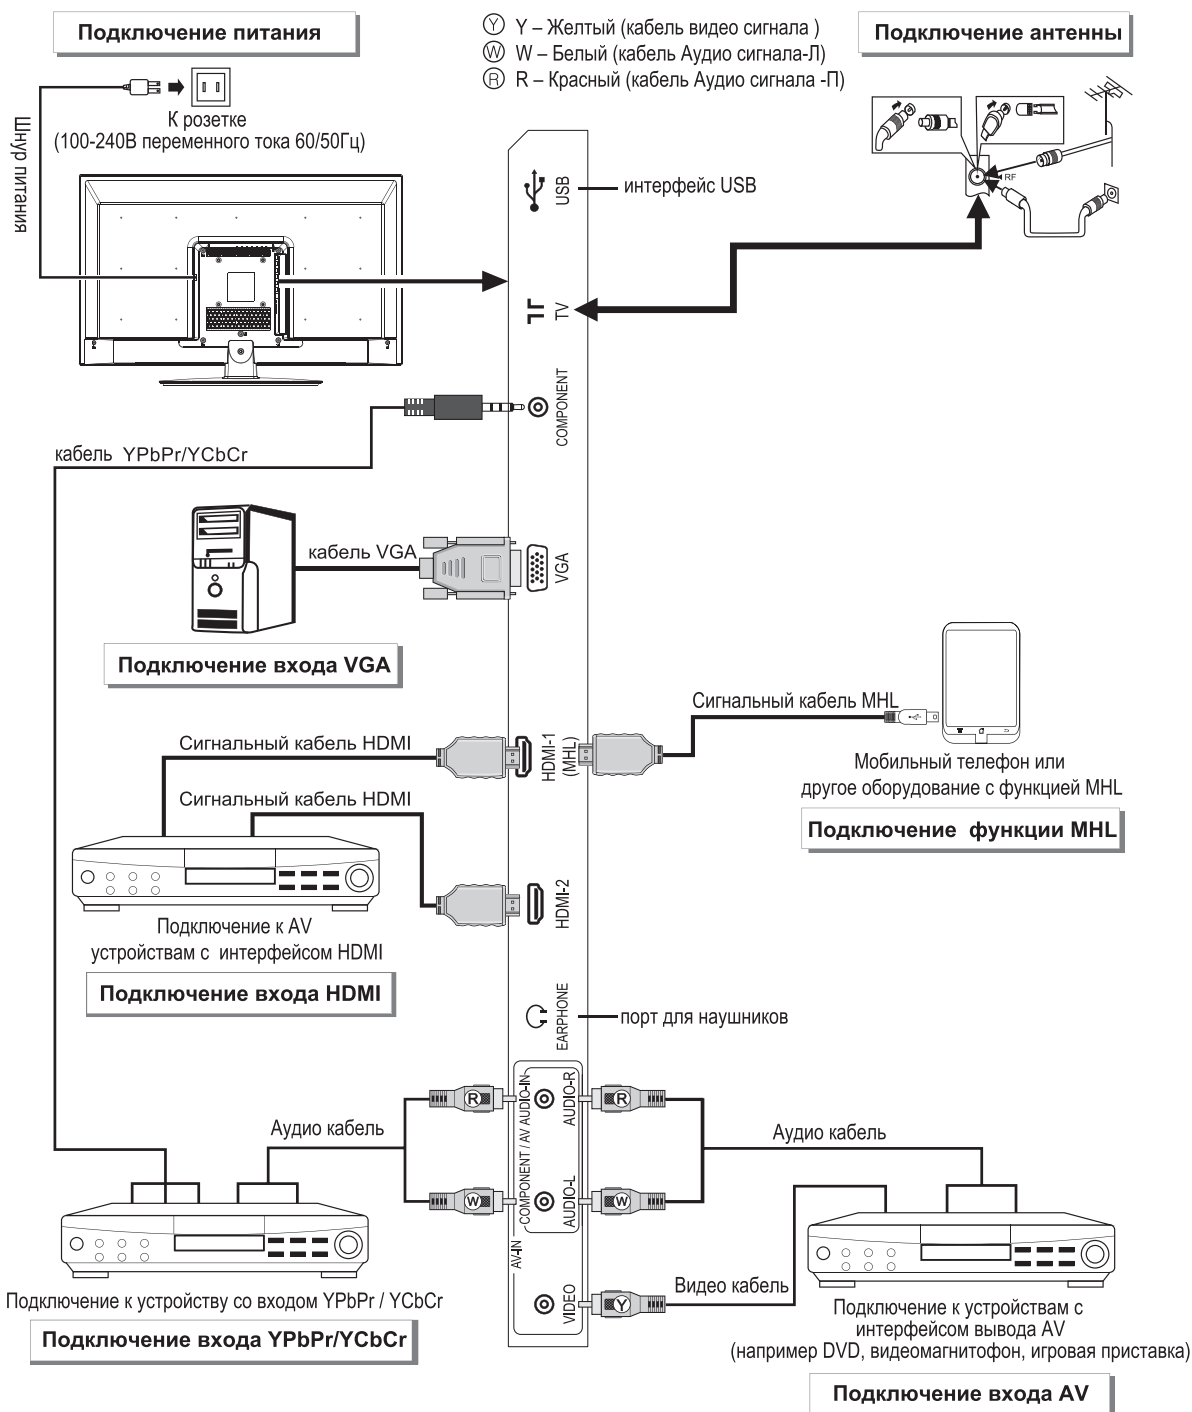 Подключение питания
Ⓨ Y – Желтый (кабель видео сигнала )
Ⓦ W – Белый (кабель Аудио сигнала-Л)
Ⓡ R – Красный (кабель Аудио сигнала -П)
Подключение антенны
К розетке
(100-240В переменного тока 60/50Гц)
Шнур питания
USB
интерфейс USB
RF
TV
COMPONENT
кабель YPbPr/YCbCr
кабель VGA
VGA
Подключение входа VGA
Сигнальный кабель MHL
Сигнальный кабель HDMI
HDMI-1
(MHL)
Мобильный телефон или
другое оборудование с функцией MHL
Подключение функции MHL
Сигнальный кабель HDMI
HDMI-2
Подключение к AV
устройствам с интерфейсом HDMI
Подключение входа HDMI
EARPHONE
порт для наушников
R
COMPONENT / AV AUDIO-IN
AUDIO-R
R
Аудио кабель
Аудио кабель
W
AUDIO-L
W
AV-IN
VIDEO
Y
Видео кабель
Подключение к устройству со входом YPbPr / YCbCr
Подключение входа YPbPr/YCbCr
Подключение к устройствам с
интерфейсом вывода AV
(например DVD, видеомагнитофон, игровая приставка)
Подключение входа AV